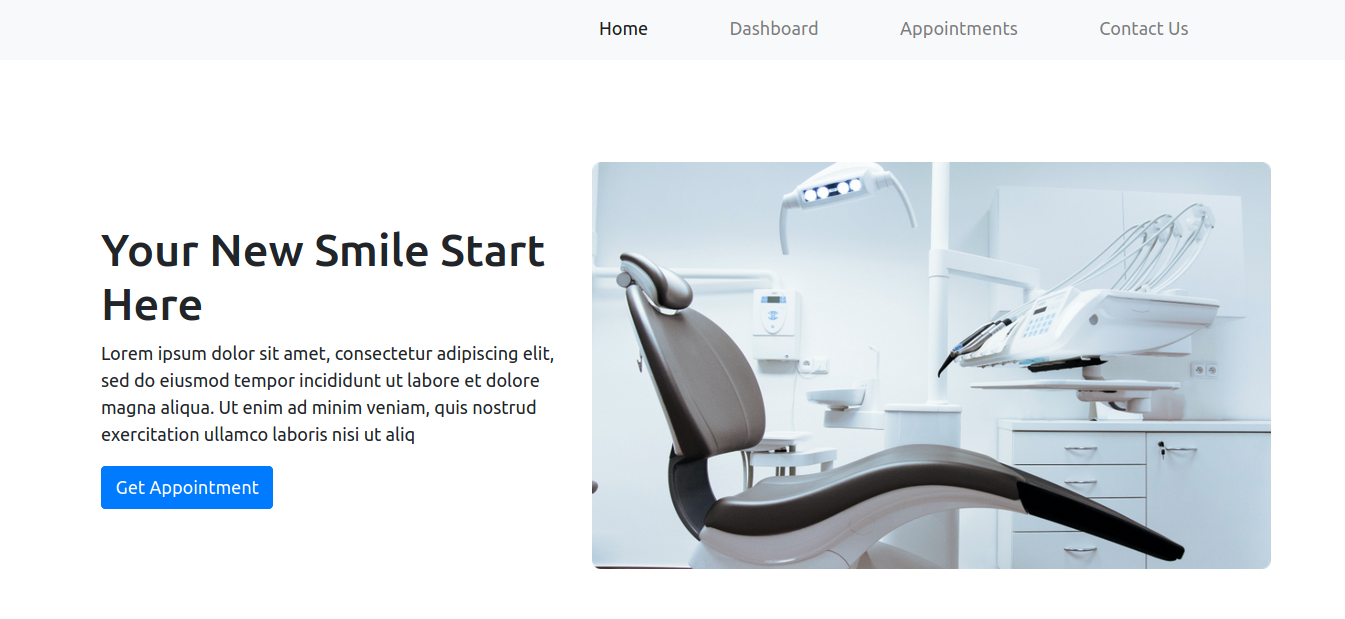 Home Dashboard Appointments Contact Us
Your New Smile Start
Here
Lorem ipsum dolor sit amet, consectetur adipiscing elit,
sed do eiusmod tempor incididunt ut labore et dolore
magna aliqua. Ut enim ad minim veniam, quis nostrud
exercitation ullamco laboris nisi ut aliq
Get Appointment